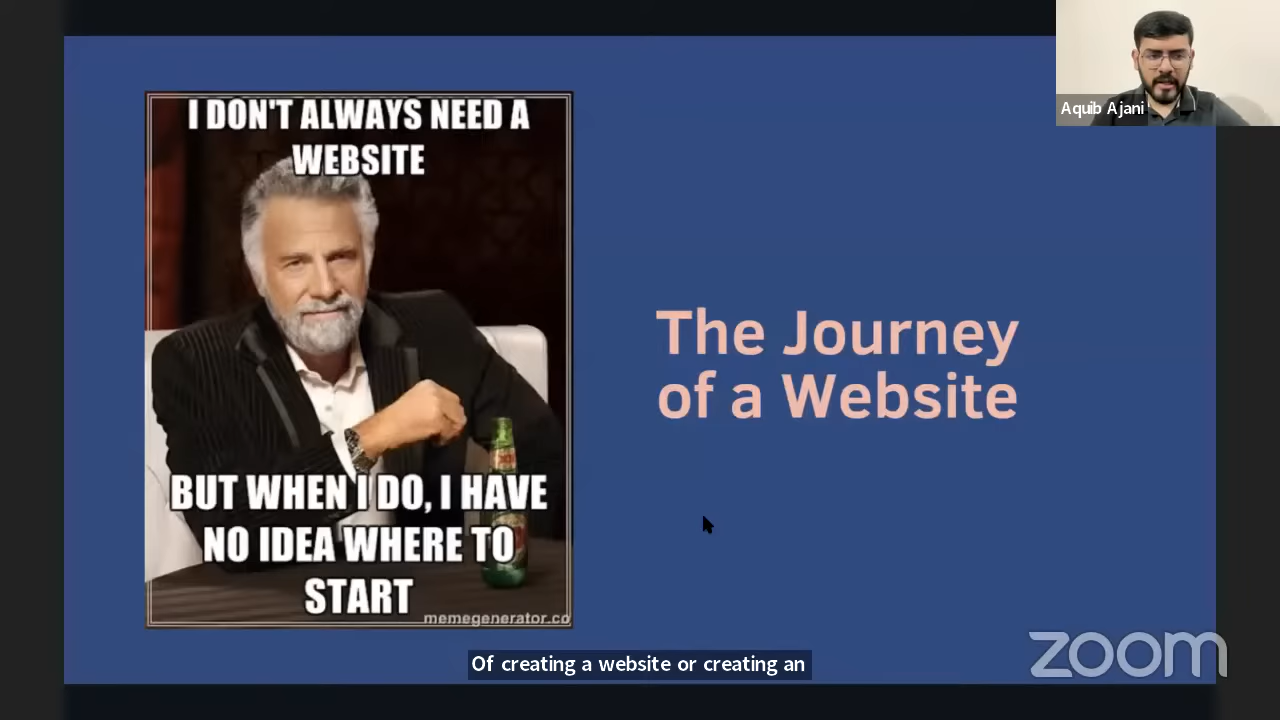 I DON'T ALWAYS NEED A
WEBSITE
BUT WHEN I DO, I HAVE
NO IDEA WHERE TO
START
memegenerator.co
The Journey
of a Website
Aquib Ajani
Of creating a website or creating an
zoom